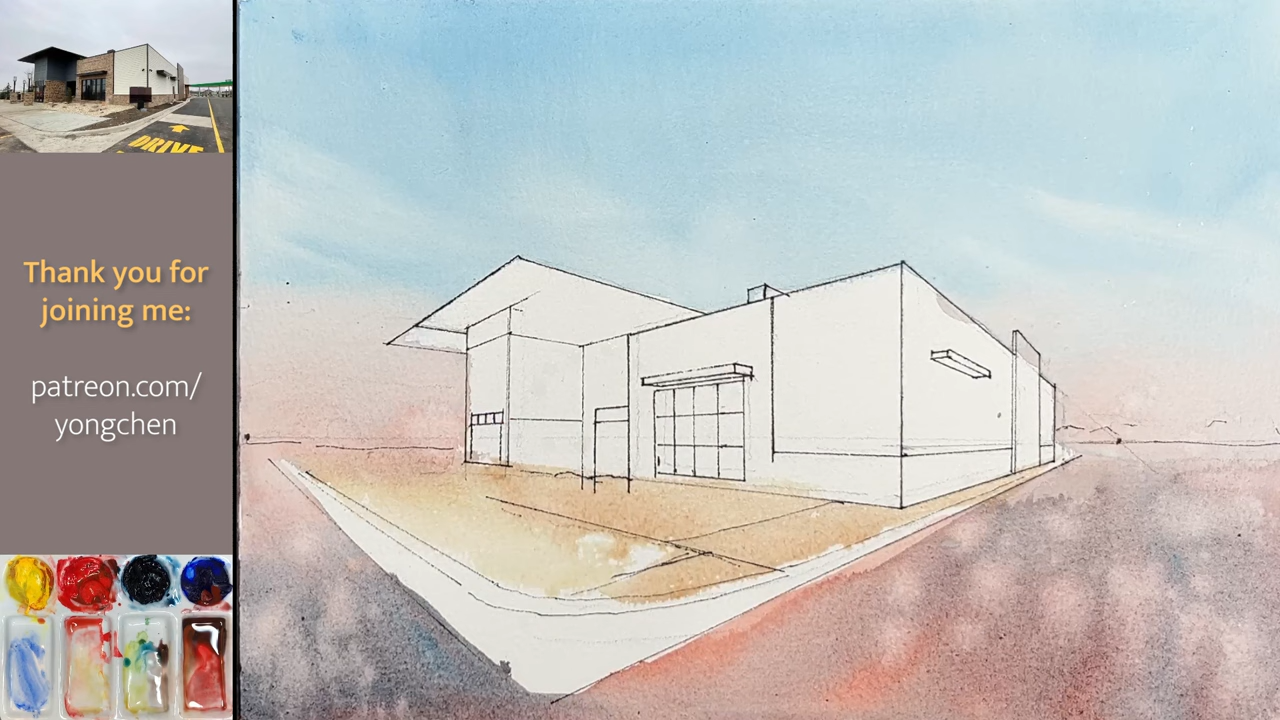 DRIVE
Thank you for
joining me:
patreon.com/
yongchen